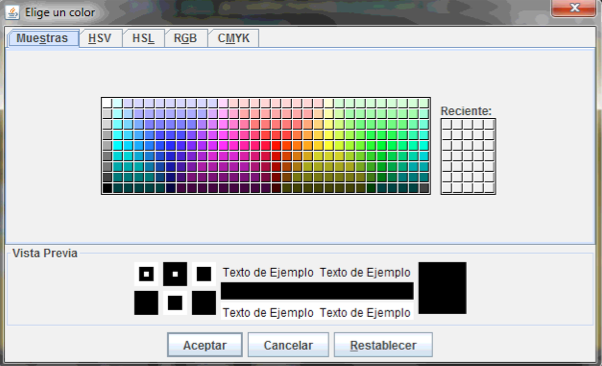 Elige un color
Muestras HSV HSL RGB CMYK
Reciente:
Vista Previa
Texto de Ejemplo Texto de Ejemplo
Texto de Ejemplo Texto de Ejemplo
Aceptar Cancelar Restablecer